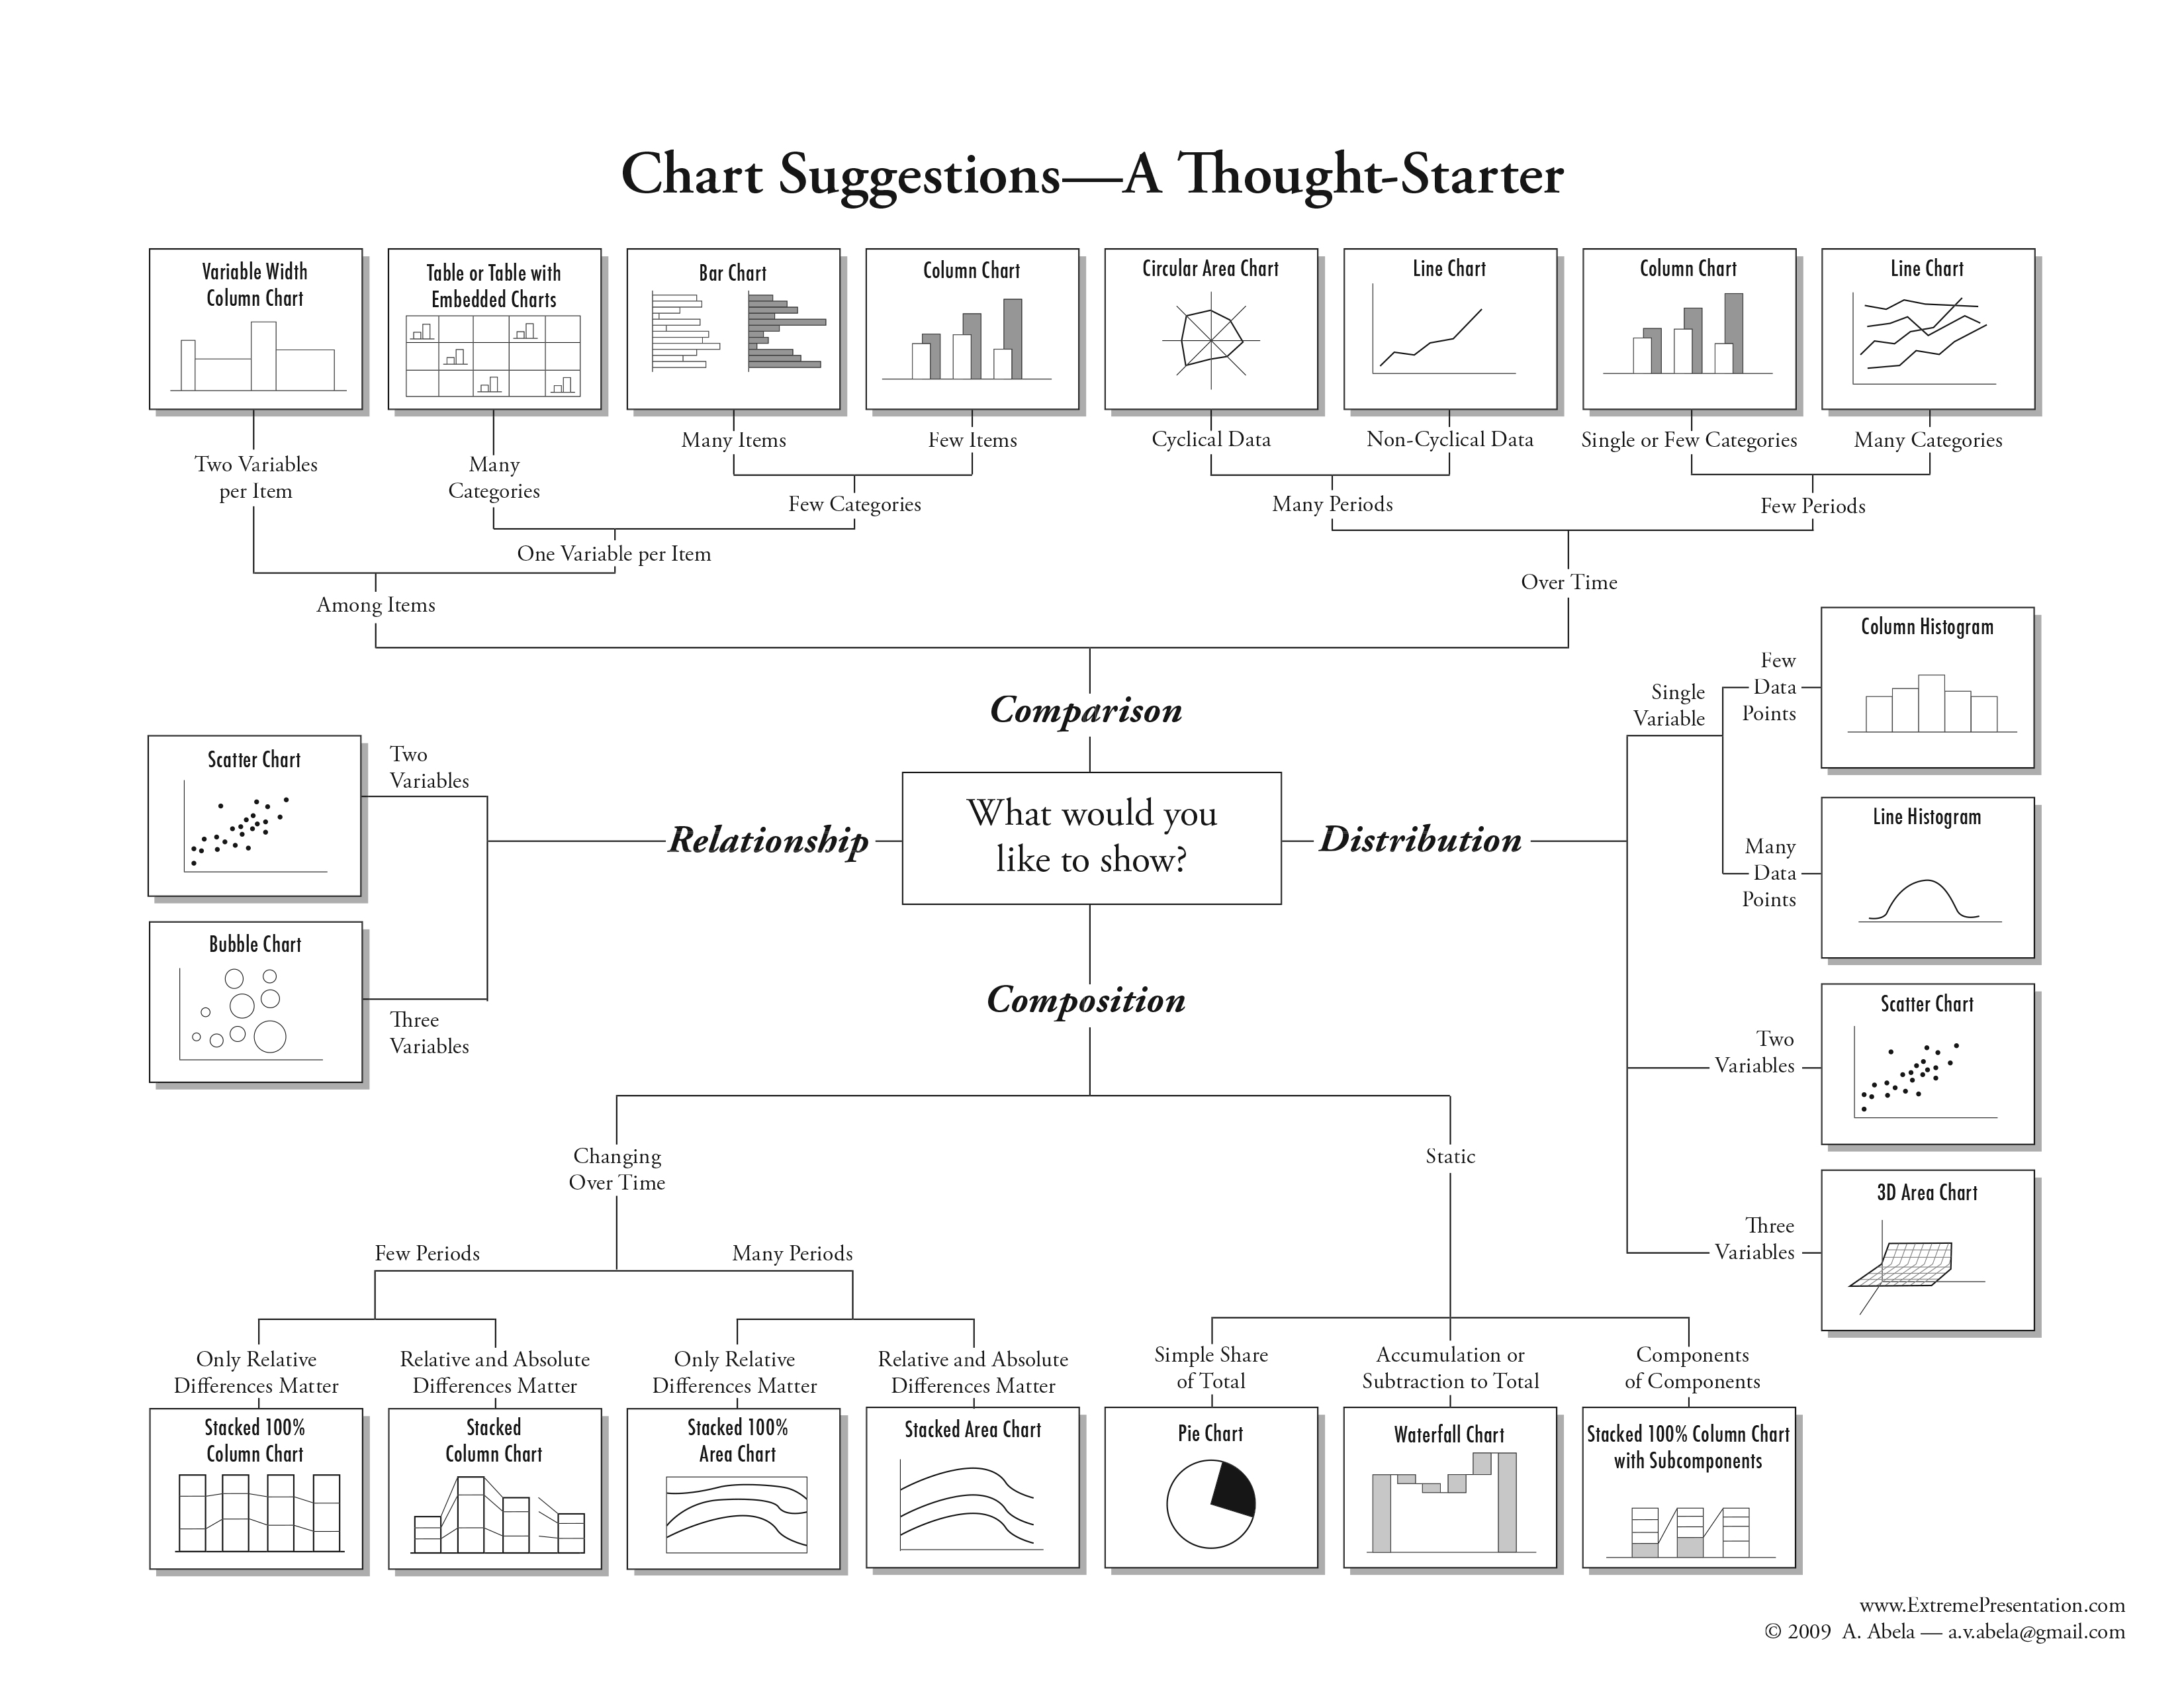 Chart Suggestions—A Thought-Starter
Variable Width
Column Chart
Table or Table with
Embedded Charts
Bar Chart
Column Chart
Circular Area Chart
Line Chart
Column Chart
Line Chart
Two Variables
per Item
Many
Categories
Many Items
Few Items
Cyclical Data
Non-Cyclical Data
Single or Few Categories
Many Categories
Few Categories
Many Periods
Few Periods
One Variable per Item
Among Items
Over Time
Comparison
What would you
like to show?
Relationship
Two
Variables
Scatter Chart
Bubble Chart
Three
Variables
Distribution
Single
Variable
Few
Data
Points
Column Histogram
Many
Data
Points
Line Histogram
Two
Variables
Scatter Chart
Three
Variables
3D Area Chart
Composition
Changing
Over Time
Static
Few Periods
Many Periods
Only Relative
Differences Matter
Relative and Absolute
Differences Matter
Only Relative
Differences Matter
Relative and Absolute
Differences Matter
Simple Share
of Total
Accumulation or
Subtraction to Total
Components
of Components
Stacked 100%
Column Chart
Stacked
Column Chart
Stacked 100%
Area Chart
Stacked Area Chart
Pie Chart
Waterfall Chart
Stacked 100% Column Chart
with Subcomponents
www.ExtremePresentation.com
© 2009 A. Abela — a.v.abela@gmail.com